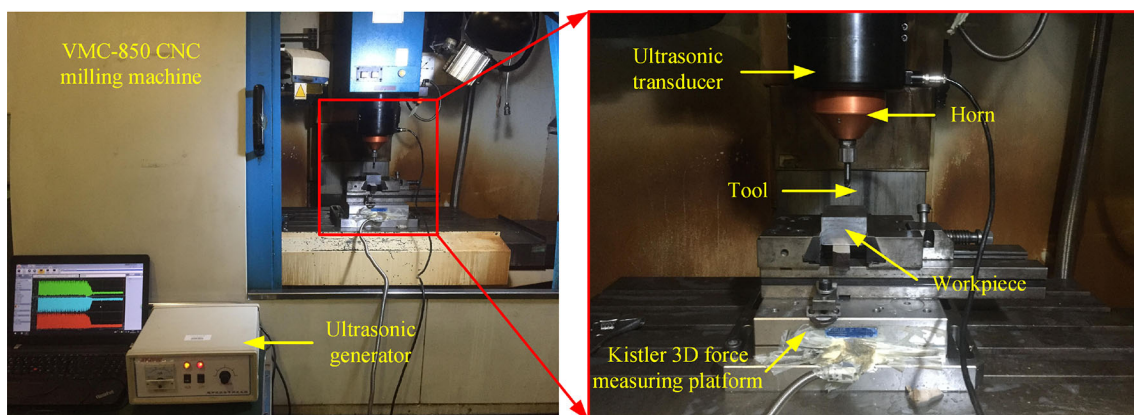 VMC-850 CNC
milling machine
Ultrasonic
generator
Ultrasonic
transducer
Horn
Tool
Workpiece
Kistler 3D force
measuring platform